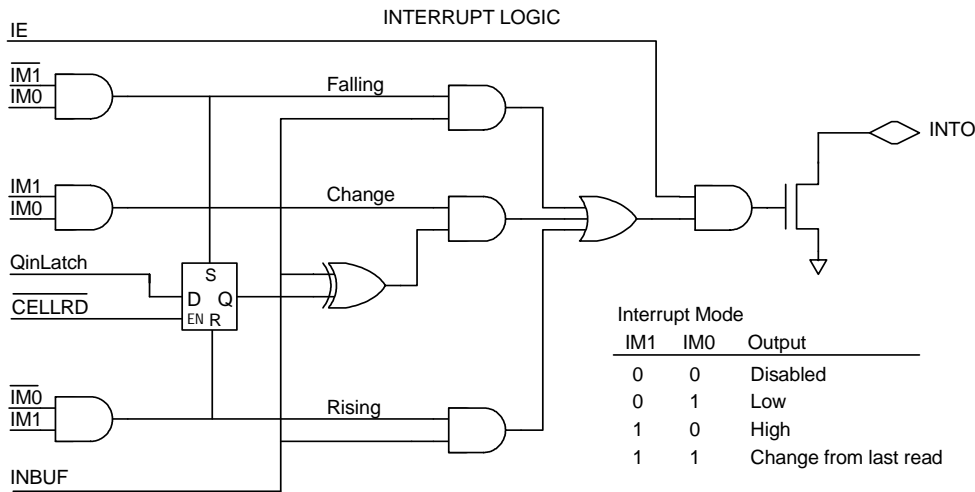 INTERRUPT LOGIC
IE
IM1
IM0
Falling
INTO
IM1
IM0
Change
QinLatch
S
D Q
CELLRD
EN R
Interrupt Mode
IM1 IM0 Output
0 0 Disabled
0 1 Low
1 0 High
1 1 Change from last read
IM0
IM1
Rising
INBUF